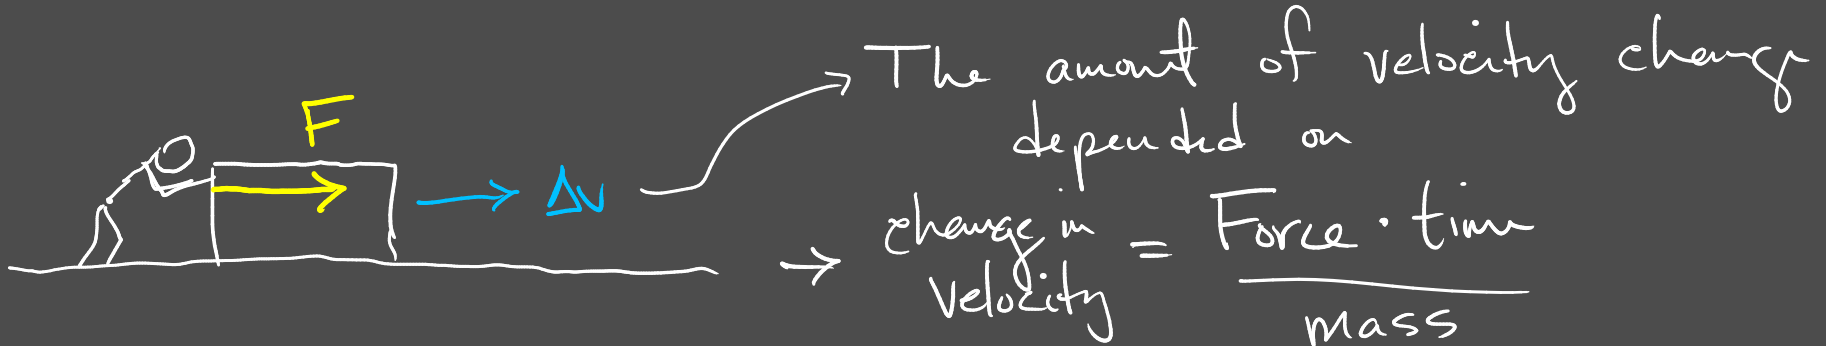 F
Δv
The amount of velocity change
depended on
change in velocity = Force · time / mass